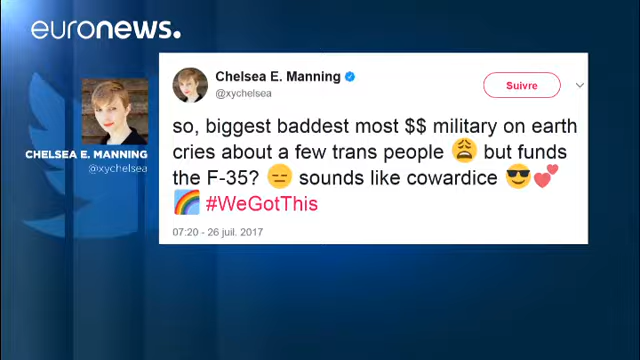 euronews.
Chelsea E. Manning
@xychelsea
Suivre
so, biggest baddest most $$ military on earth
cries about a few trans people 😩 but funds
the F-35? 😑 sounds like cowardice 😎💕
🌈 #WeGotThis
07:20 - 26 juil. 2017
CHELSEA E. MANNING
@xychelsea